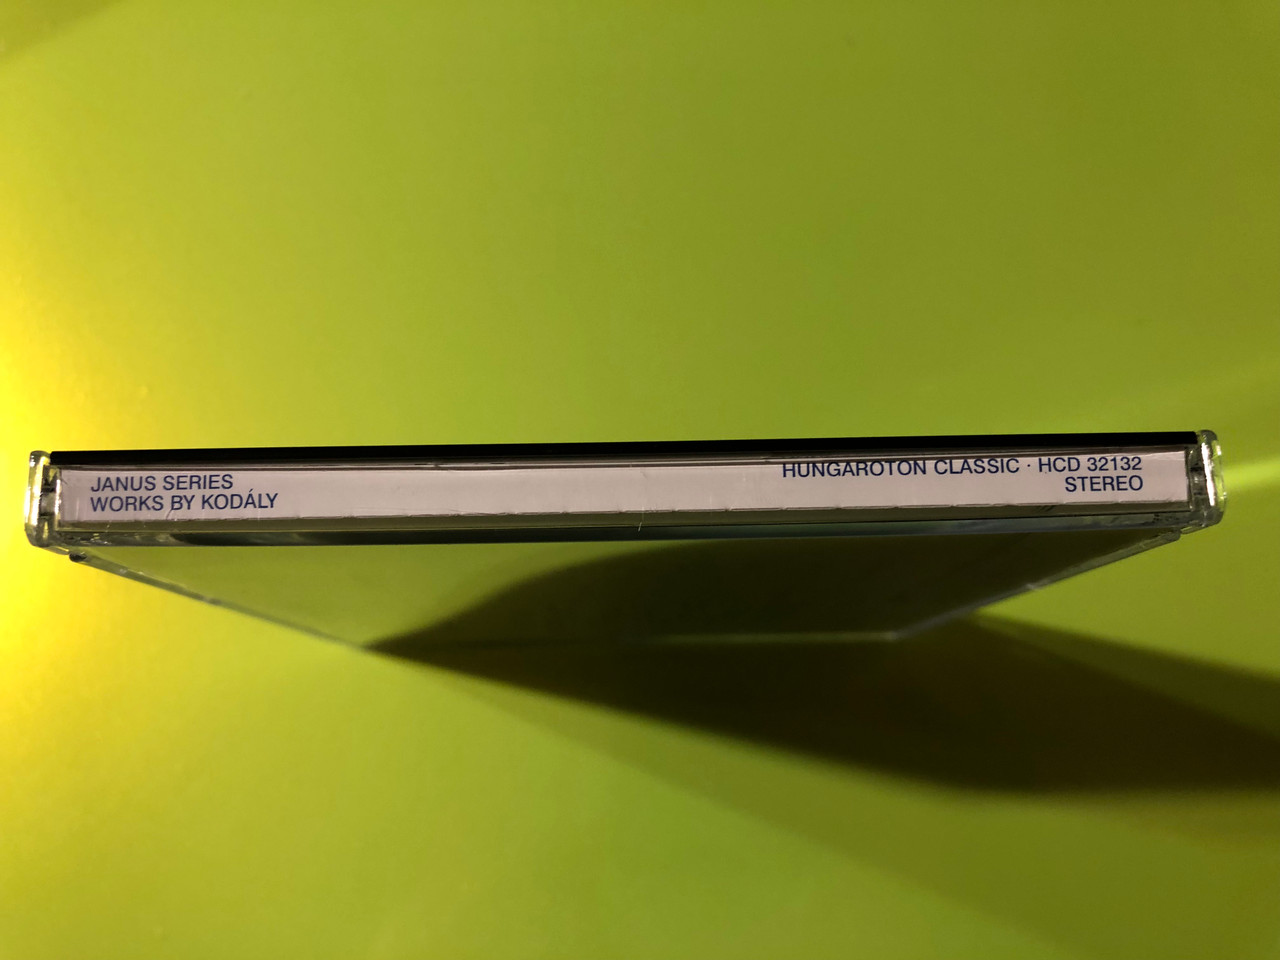 JANUS SERIES
WORKS BY KODÁLY
HUNGAROTON CLASSIC · HCD 32132
STEREO